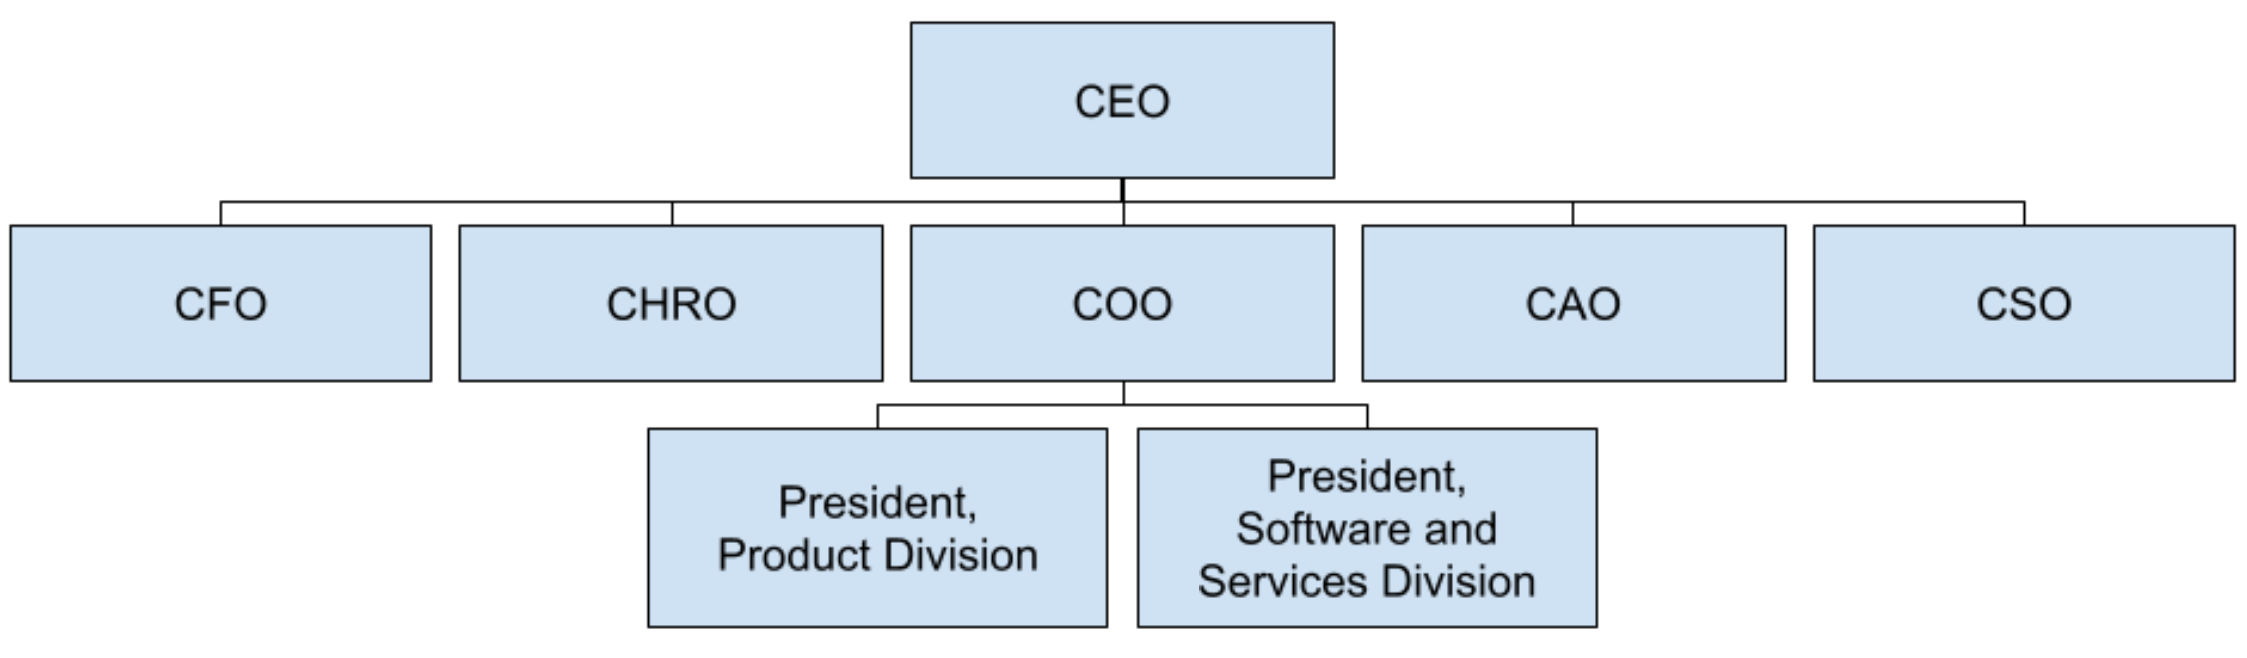 CEO
CFO
CHRO
COO
CAO
CSO
President,
Product Division
President,
Software and
Services Division